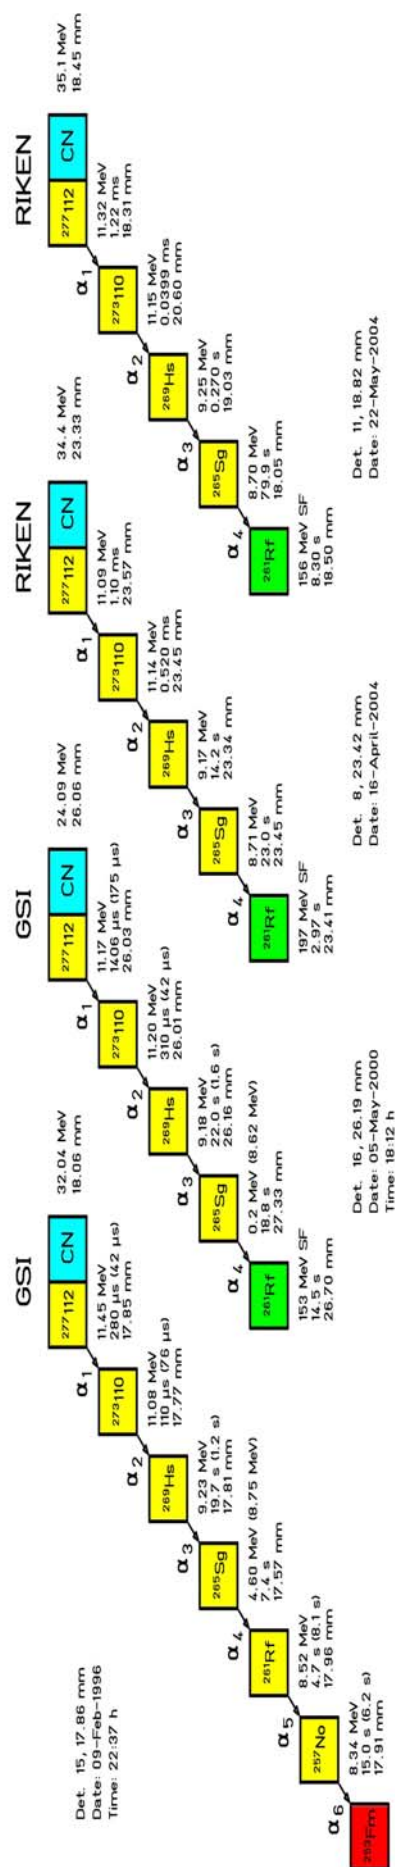 GSI
32.04 MeV
18.06 mm
²⁷⁷112 CN
11.45 MeV
280 µs (42 µs)
17.85 mm
α₁
²⁷³110
11.08 MeV
110 µs (76 µs)
17.77 mm
α₂
²⁶⁹Hs
9.23 MeV
19.7 s (1.2 s)
17.81 mm
α₃
²⁶⁵Sg
4.60 MeV (8.75 MeV)
7.4 s
17.57 mm
α₄
²⁶¹Rf
8.52 MeV
4.7 s (8.1 s)
17.96 mm
α₅
²⁵⁷No
8.34 MeV
15.0 s (6.2 s)
17.91 mm
α₆
²⁵³Fm
Det. 15, 17.86 mm
Date: 09-Feb-1996
Time: 22:37 h
GSI
24.09 MeV
26.06 mm
²⁷⁷112 CN
11.17 MeV
1406 µs (175 µs)
26.03 mm
α₁
²⁷³110
11.20 MeV
310 µs (42 µs)
26.01 mm
α₂
²⁶⁹Hs
9.18 MeV
22.0 s (1.6 s)
26.16 mm
α₃
²⁶⁵Sg
0.2 MeV (8.62 MeV)
18.8 s
27.33 mm
α₄
²⁶¹Rf
153 MeV SF
14.5 s
26.70 mm
Det. 16, 26.19 mm
Date: 05-May-2000
Time: 18:12 h
RIKEN
34.4 MeV
23.33 mm
²⁷⁷112 CN
11.09 MeV
1.10 ms
23.57 mm
α₁
²⁷³110
11.14 MeV
0.520 ms
23.45 mm
α₂
²⁶⁹Hs
9.17 MeV
14.2 s
23.34 mm
α₃
²⁶⁵Sg
8.71 MeV
23.0 s
23.45 mm
α₄
²⁶¹Rf
197 MeV SF
2.97 s
23.41 mm
Det. 8, 23.42 mm
Date: 16-April-2004
RIKEN
35.1 MeV
18.45 mm
²⁷⁷112 CN
11.32 MeV
1.22 ms
18.31 mm
α₁
²⁷³110
11.15 MeV
0.0399 ms
20.60 mm
α₂
²⁶⁹Hs
9.25 MeV
0.270 s
19.03 mm
α₃
²⁶⁵Sg
8.70 MeV
79.9 s
18.05 mm
α₄
²⁶¹Rf
156 MeV SF
8.30 s
18.50 mm
Det. 11, 18.82 mm
Date: 22-May-2004